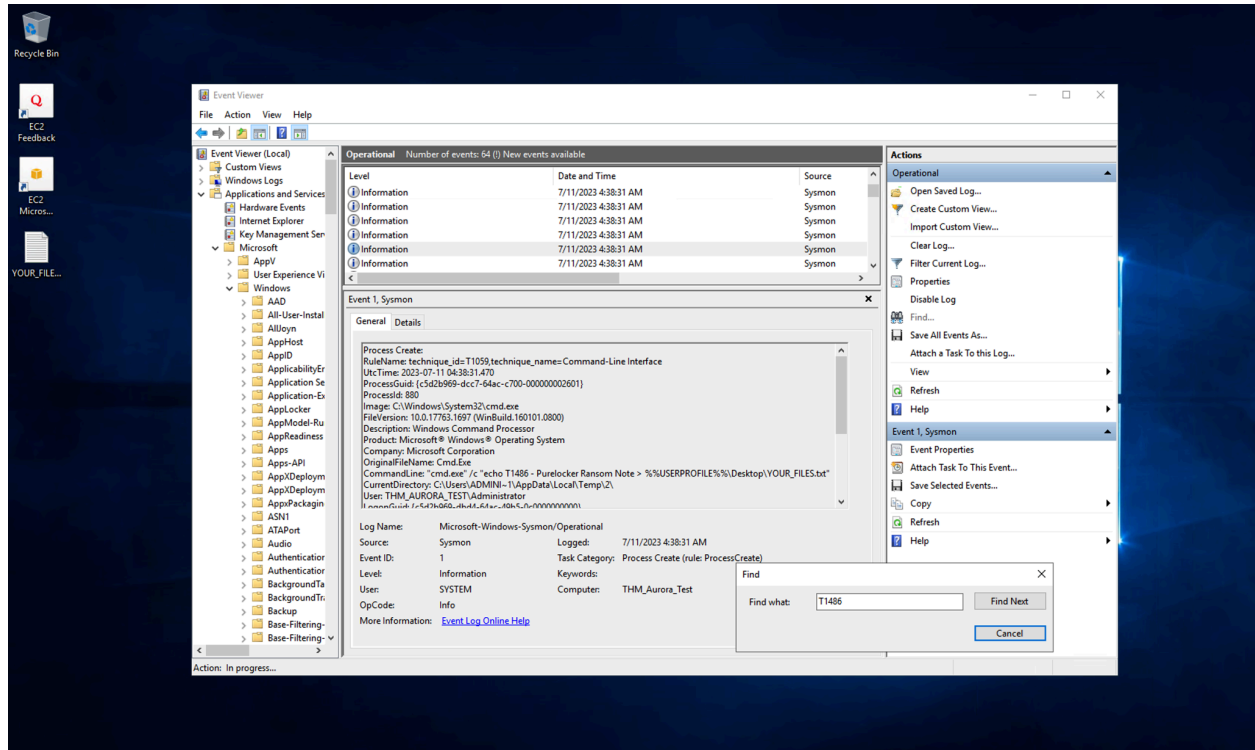 Recycle Bin
EC2
Feedback
EC2
Micros...
YOUR_FILE...
Event Viewer
File Action View Help
Event Viewer (Local)
Custom Views
Windows Logs
Applications and Services
Hardware Events
Internet Explorer
Key Management Ser
Microsoft
AppV
User Experience Vi
Windows
AAD
All-User-Instal
AllJoyn
AppHost
AppID
ApplicabilityEr
Application Se
Application-Ex
AppLocker
AppModel-Ru
AppReadiness
Apps
Apps-API
AppXDeploym
AppXDeploym
AppxPackagin
ASN1
ATAPort
Audio
Authentication
Authentication
BackgroundTa
BackgroundTr
Backup
Base-Filtering-
Base-Filtering-
Operational Number of events: 64 (!) New events available
Level Date and Time Source
Information 7/11/2023 4:38:31 AM Sysmon
Information 7/11/2023 4:38:31 AM Sysmon
Information 7/11/2023 4:38:31 AM Sysmon
Information 7/11/2023 4:38:31 AM Sysmon
Information 7/11/2023 4:38:31 AM Sysmon
Information 7/11/2023 4:38:31 AM Sysmon
Event 1, Sysmon
General Details
Process Create:
RuleName: technique_id=T1059,technique_name=Command-Line Interface
UtcTime: 2023-07-11 04:38:31.470
ProcessGuid: {c5d2b969-dcc7-64ac-c700-000000002601}
ProcessId: 880
Image: C:\Windows\System32\cmd.exe
FileVersion: 10.0.17763.1697 (WinBuild.160101.0800)
Description: Windows Command Processor
Product: Microsoft® Windows® Operating System
Company: Microsoft Corporation
OriginalFileName: Cmd.Exe
CommandLine: "cmd.exe" /c "echo T1486 - Purelocker Ransom Note > %%USERPROFILE%%\Desktop\YOUR_FILES.txt"
CurrentDirectory: C:\Users\ADMINI~1\AppData\Local\Temp\2\
User: THM_AURORA_TEST\Administrator
Log Name: Microsoft-Windows-Sysmon/Operational
Source: Sysmon Logged: 7/11/2023 4:38:31 AM
Event ID: 1 Task Category: Process Create (rule: ProcessCreate)
Level: Information Keywords:
User: SYSTEM Computer: THM_Aurora_Test
OpCode: Info
More Information: Event Log Online Help
Actions
Operational
Open Saved Log...
Create Custom View...
Import Custom View...
Clear Log...
Filter Current Log...
Properties
Disable Log
Find...
Save All Events As...
Attach a Task To this Log...
View
Refresh
Help
Event 1, Sysmon
Event Properties
Attach Task To This Event...
Save Selected Events...
Copy
Refresh
Help
Find
Find what: T1486 Find Next
Cancel
Action: In progress...